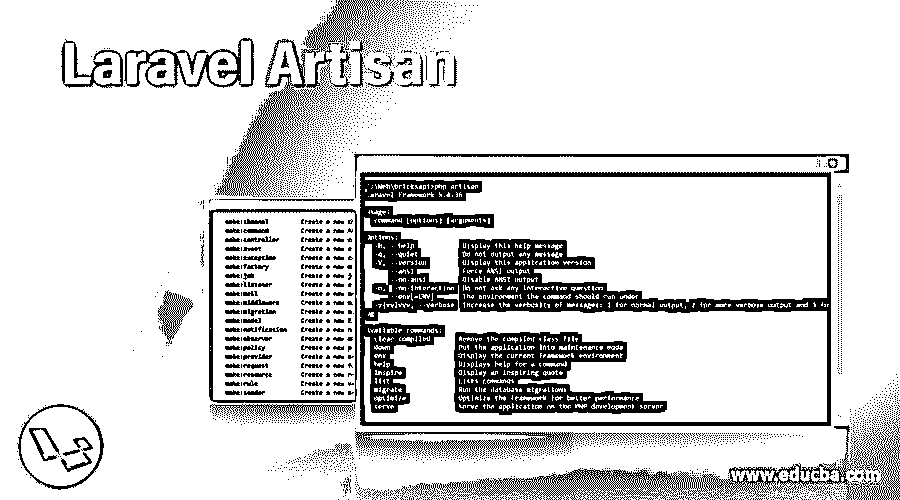 Laravel Artisan
make:channel Create a new
make:command Create a new
make:controller Create a new
make:event Create a new
make:exception Create a new
make:factory Create a new
make:job Create a new
make:listener Create a new
make:mail Create a new
make:middleware Create a new
make:migration Create a new
make:model Create a new
make:notification Create a new
make:observer Create a new
make:policy Create a new
make:provider Create a new
make:request Create a new
make:resource Create a new
make:rule Create a new
make:seeder Create a new
:\Web\bricksapi>php artisan
Laravel Framework 5.4.36
Usage:
command [options] [arguments]
Options:
-h, --help Display this help message
-q, --quiet Do not output any message
-V, --version Display this application version
--ansi Force ANSI output
--no-ansi Disable ANSI output
-n, --no-interaction Do not ask any interactive question
--env[=ENV] The environment the command should run under
-v|vv|vvv, --verbose Increase the verbosity of messages: 1 for normal output, 2 for more verbose output and 3 for
Available commands:
clear-compiled Remove the compiled class file
down Put the application into maintenance mode
env Display the current framework environment
help Displays help for a command
inspire Display an inspiring quote
list Lists commands
migrate Run the database migrations
optimize Optimize the framework for better performance
serve Serve the application on the PHP development server
www.educba.com